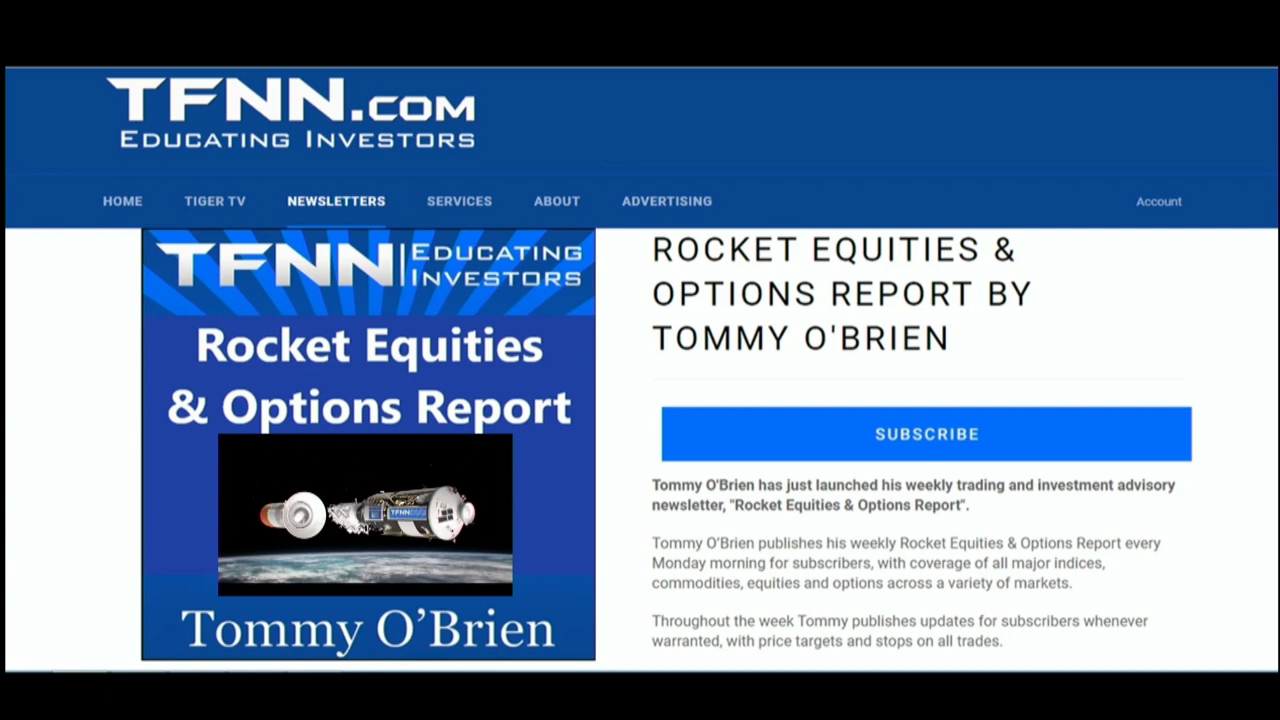 TFNN.COM
EDUCATING INVESTORS
HOME TIGER TV NEWSLETTERS SERVICES ABOUT ADVERTISING Account
TFNN EDUCATING
INVESTORS
Rocket Equities
& Options Report
TFNN
Tommy O'Brien
ROCKET EQUITIES &
OPTIONS REPORT BY
TOMMY O'BRIEN
SUBSCRIBE
Tommy O'Brien has just launched his weekly trading and investment advisory
newsletter, "Rocket Equities & Options Report".
Tommy O'Brien publishes his weekly Rocket Equities & Options Report every
Monday morning for subscribers, with coverage of all major indices,
commodities, equities and options across a variety of markets.
Throughout the week Tommy publishes updates for subscribers whenever
warranted, with price targets and stops on all trades.